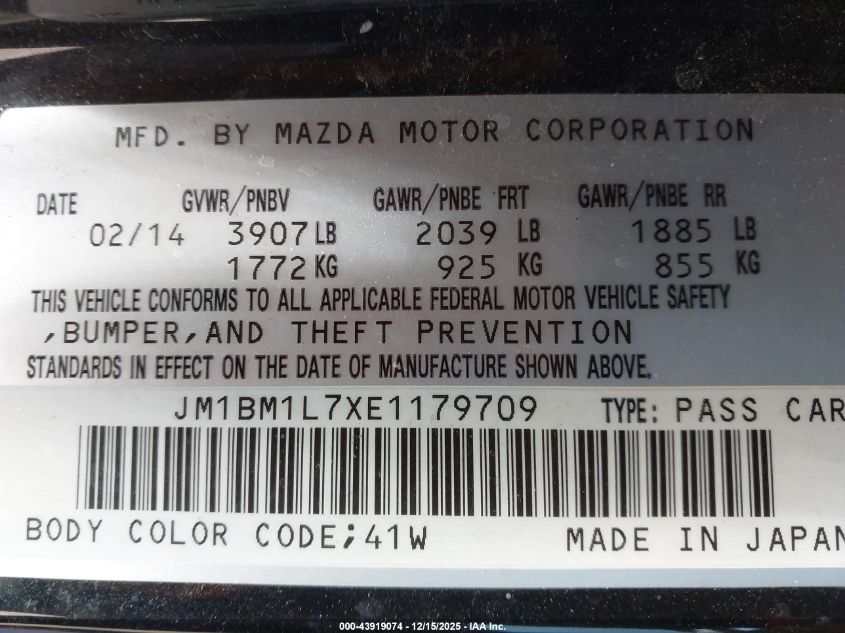 MFD. BY MAZDA MOTOR CORPORATION
DATE GVWR/PNBV GAWR/PNBE FRT GAWR/PNBE RR
02/14 3907 LB 2039 LB 1885 LB
1772 KG 925 KG 855 KG
THIS VEHICLE CONFORMS TO ALL APPLICABLE FEDERAL MOTOR VEHICLE SAFETY
,BUMPER,AND THEFT PREVENTION
STANDARDS IN EFFECT ON THE DATE OF MANUFACTURE SHOWN ABOVE.
JM1BM1L7XE1179709 TYPE: PASS CAR
BODY COLOR CODE;41W MADE IN JAPAN
000-43919074 - 12/15/2025 - IAA Inc.